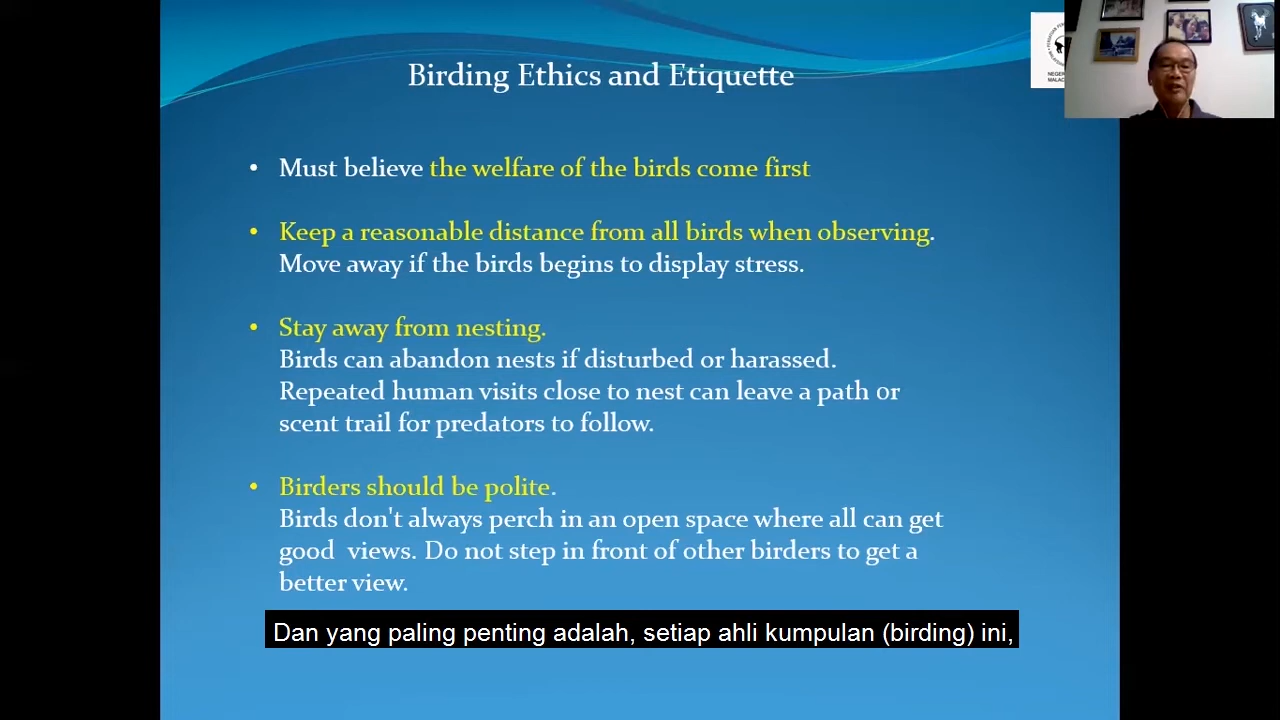 Birding Ethics and Etiquette
NEGER
MALAC
• Must believe the welfare of the birds come first
• Keep a reasonable distance from all birds when observing.
Move away if the birds begins to display stress.
• Stay away from nesting.
Birds can abandon nests if disturbed or harassed.
Repeated human visits close to nest can leave a path or
scent trail for predators to follow.
• Birders should be polite.
Birds don't always perch in an open space where all can get
good views. Do not step in front of other birders to get a
better view.
Dan yang paling penting adalah, setiap ahli kumpulan (birding) ini,